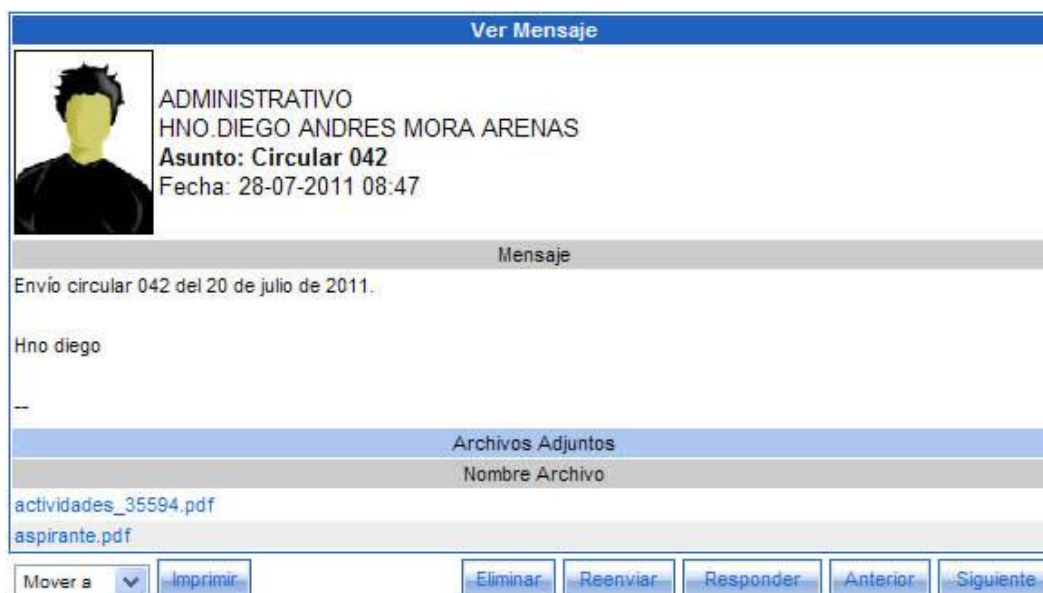 Ver Mensaje
ADMINISTRATIVO
HNO.DIEGO ANDRES MORA ARENAS
Asunto: Circular 042
Fecha: 28-07-2011 08:47
Mensaje
Envío circular 042 del 20 de julio de 2011.
Hno diego
--
Archivos Adjuntos
Nombre Archivo
actividades_35594.pdf
aspirante.pdf
Mover a Imprimir Eliminar Reenviar Responder Anterior Siguiente